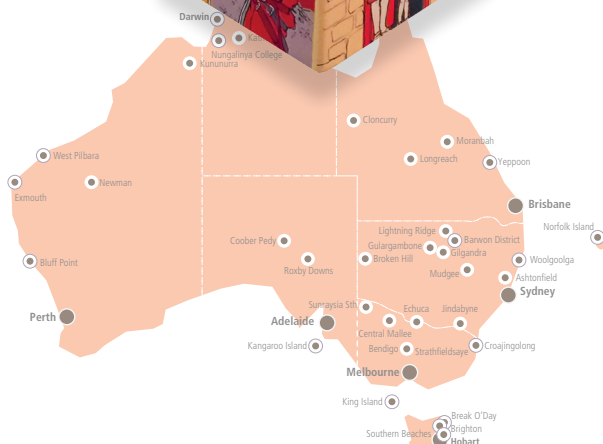 Darwin
Nungalinya College
Kununurra
Cloncurry
Moranbah
West Pilbara
Longreach
Yeppoon
Newman
Exmouth
Brisbane
Norfolk Island
Lightning Ridge
Coober Pedy
Barwon District
Gulargambone
Gilgandra
Broken Hill
Woolgoolga
Bluff Point
Roxby Downs
Mudgee
Ashtonfield
Sydney
Sunraysia Sth
Echuca
Jindabyne
Perth
Adelaide
Central Mallee
Kangaroo Island
Bendigo
Strathfieldsaye
Croajingolong
Melbourne
King Island
Break O'Day
Brighton
Southern Beaches
Hobart